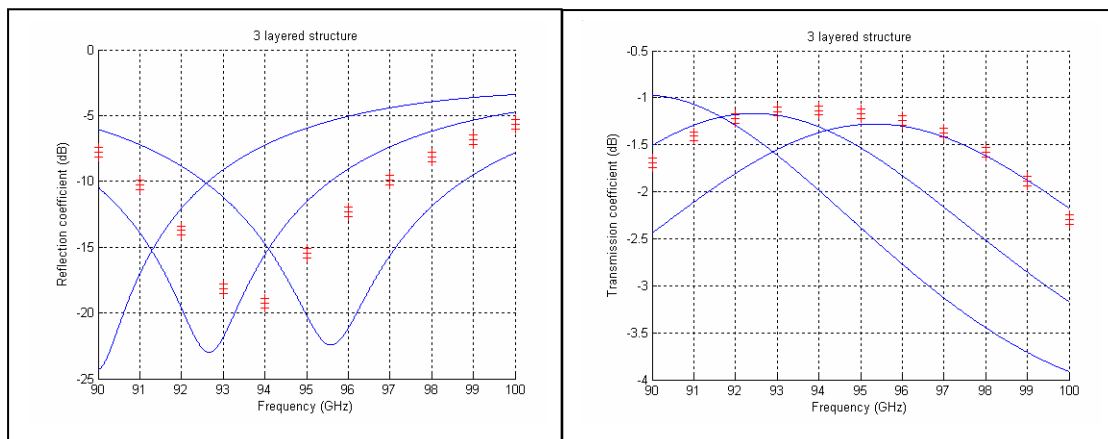 3 layered structure
0
-5
-10
-15
-20
-25
Reflection coefficient (dB)
90 91 92 93 94 95 96 97 98 99 100
Frequency (GHz)
3 layered structure
-0.5
-1
-1.5
-2
-2.5
-3
-3.5
-4
Transmission coefficient (dB)
90 91 92 93 94 95 96 97 98 99 100
Frequency (GHz)